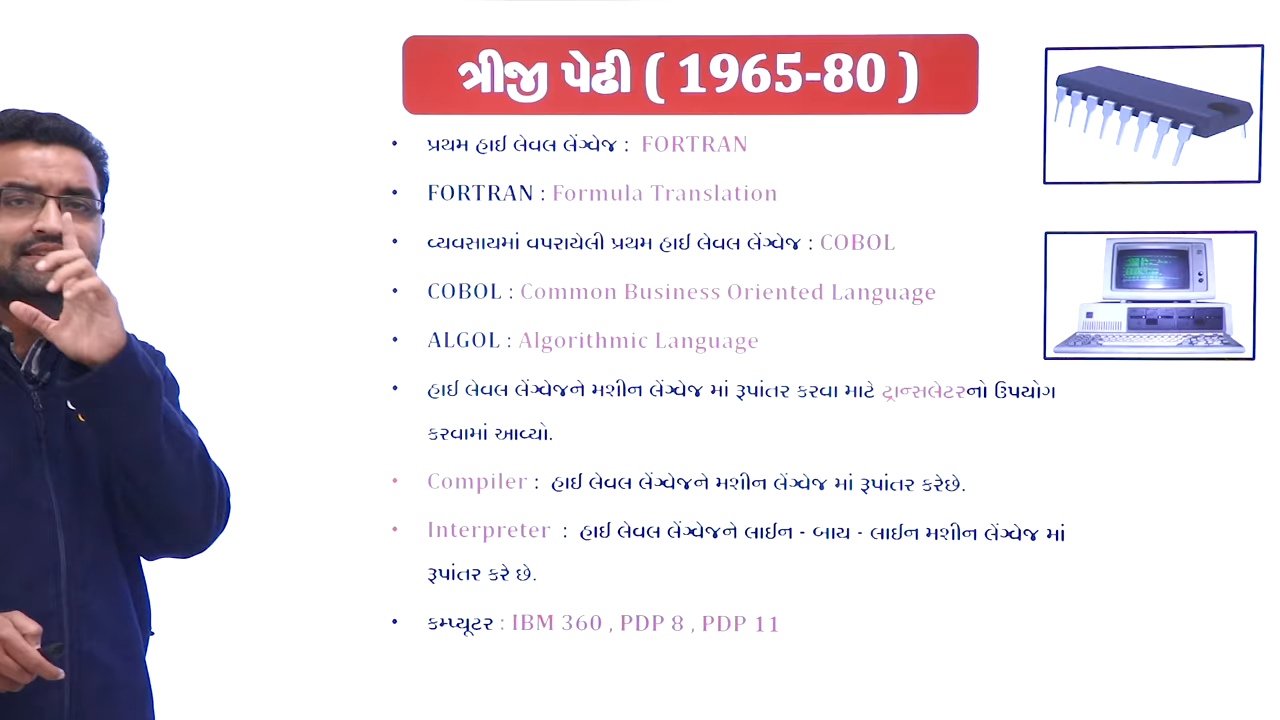 ત્રીજી પેઢી ( 1965-80 )
• પ્રથમ હાઈ લેવલ લેંગ્વેજ : FORTRAN
• FORTRAN : Formula Translation
• વ્યવસાયમાં વપરાયેલી પ્રથમ હાઈ લેવલ લેંગ્વેજ : COBOL
• COBOL : Common Business Oriented Language
• ALGOL : Algorithmic Language
• હાઈ લેવલ લેંગ્વેજને મશીન લેંગ્વેજ માં રૂપાંતર કરવા માટે ટ્રાન્સલેટરનો ઉપયોગ
કરવામાં આવ્યો.
• Compiler : હાઈ લેવલ લેંગ્વેજને મશીન લેંગ્વેજ માં રૂપાંતર કરેછે.
• Interpreter : હાઈ લેવલ લેંગ્વેજને લાઈન - બાય - લાઈન મશીન લેંગ્વેજ માં
રૂપાંતર કરે છે.
• કમ્પ્યૂટર : IBM 360 , PDP 8 , PDP 11